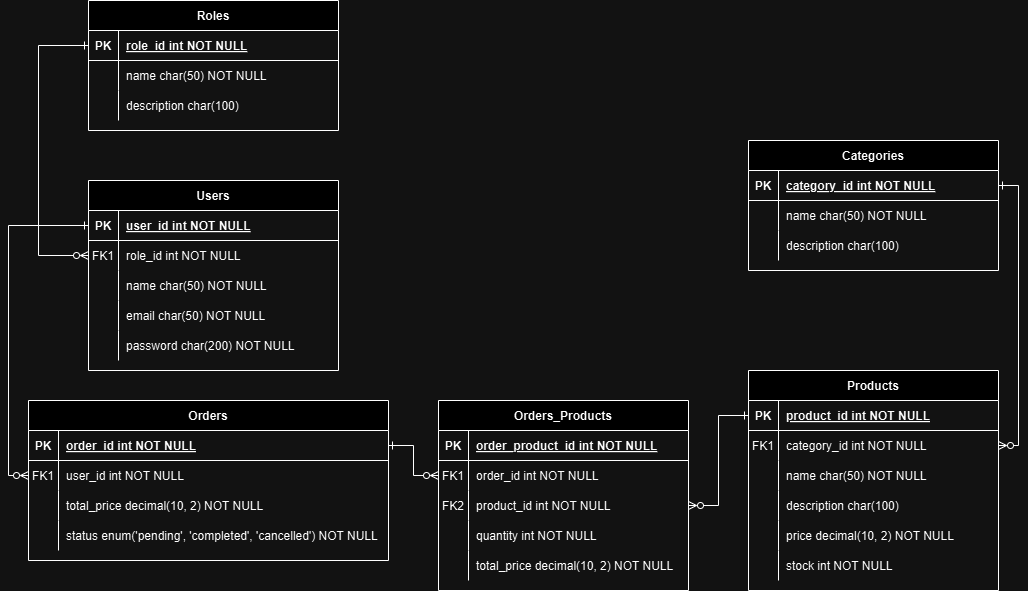 Roles
PK role_id int NOT NULL
name char(50) NOT NULL
description char(100)
Users
PK user_id int NOT NULL
FK1 role_id int NOT NULL
name char(50) NOT NULL
email char(50) NOT NULL
password char(200) NOT NULL
Categories
PK category_id int NOT NULL
name char(50) NOT NULL
description char(100)
Orders
PK order_id int NOT NULL
FK1 user_id int NOT NULL
total_price decimal(10, 2) NOT NULL
status enum('pending', 'completed', 'cancelled') NOT NULL
Orders_Products
PK order_product_id int NOT NULL
FK1 order_id int NOT NULL
FK2 product_id int NOT NULL
quantity int NOT NULL
total_price decimal(10, 2) NOT NULL
Products
PK product_id int NOT NULL
FK1 category_id int NOT NULL
name char(50) NOT NULL
description char(100)
price decimal(10, 2) NOT NULL
stock int NOT NULL